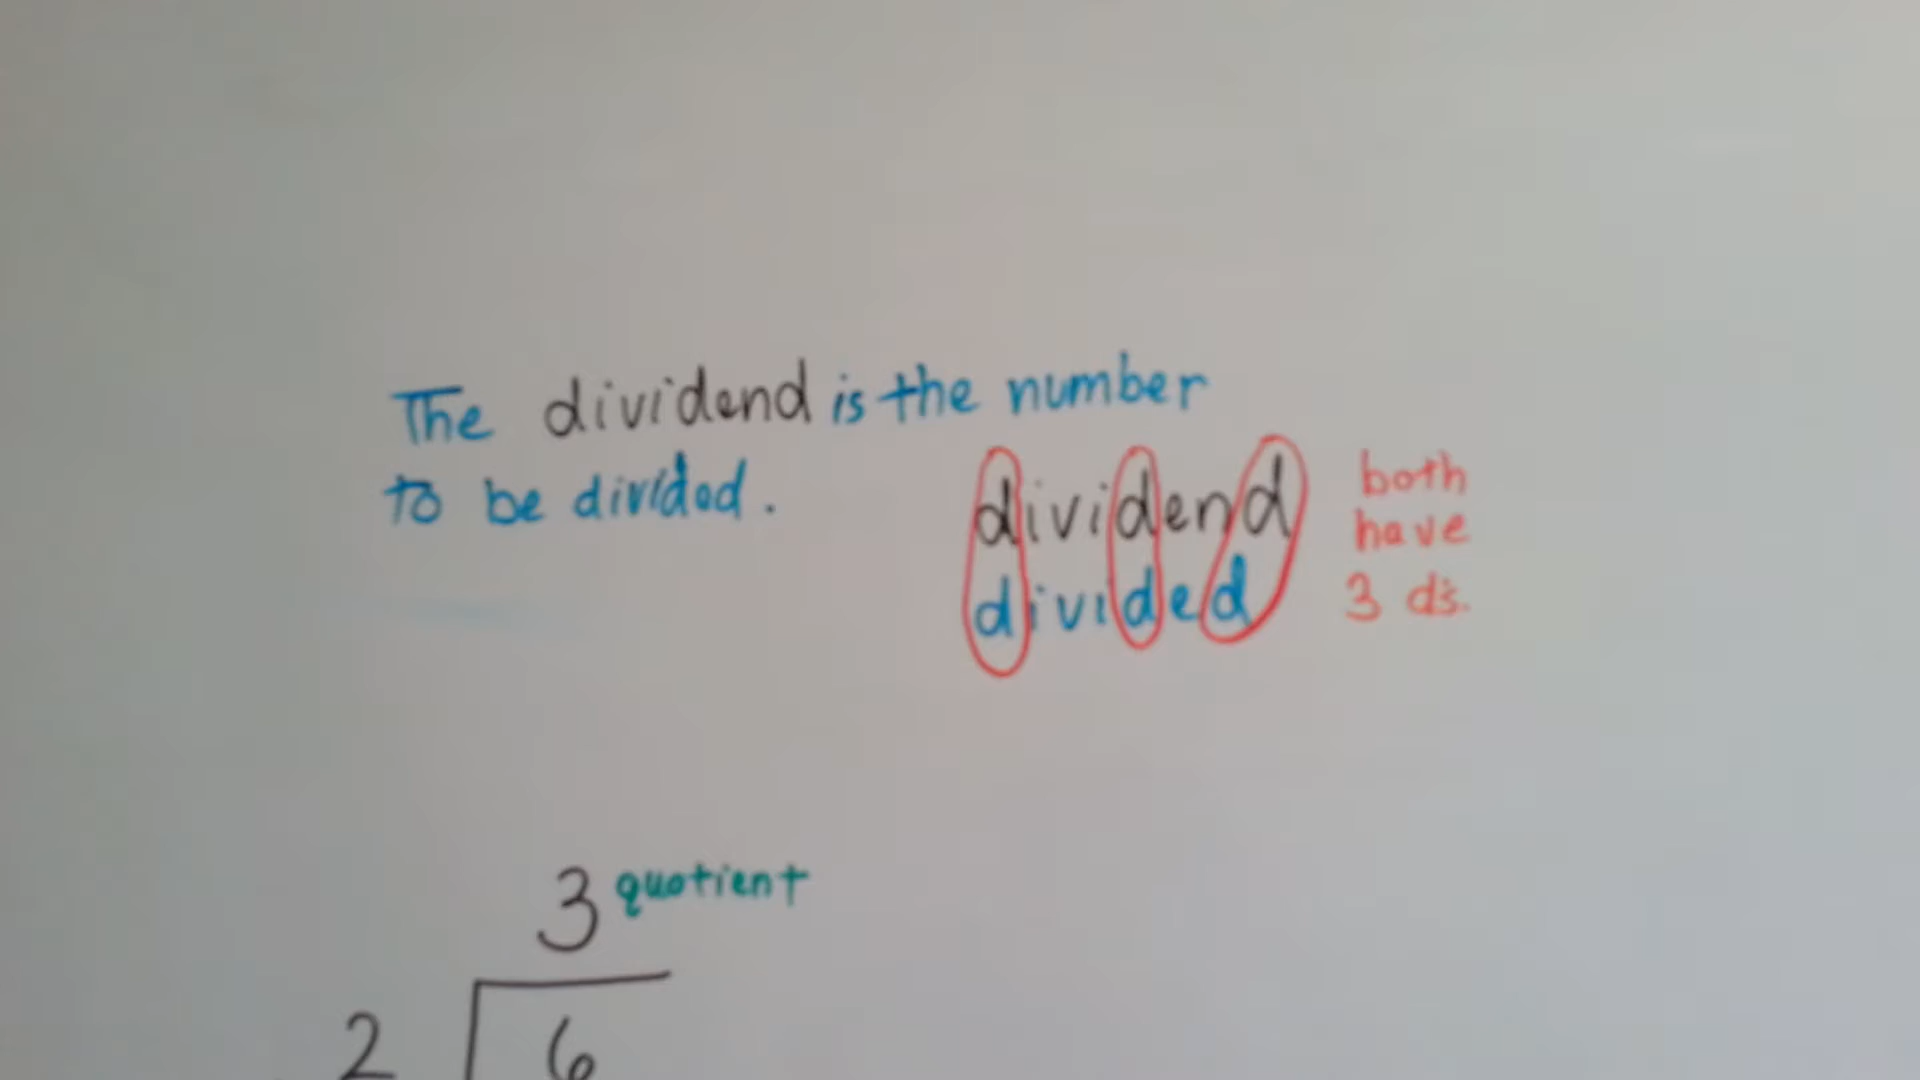 The dividend is the number
to be divided.
dividend
divided
both
have
3 d's.
3 quotient
2 6